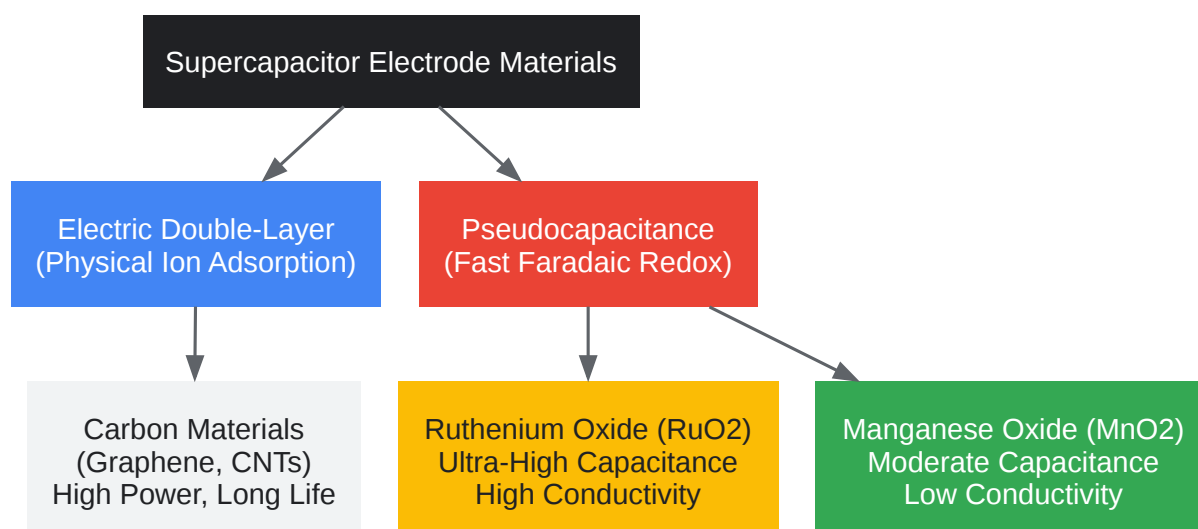 Supercapacitor Electrode Materials
Electric Double-Layer
(Physical Ion Adsorption)
Pseudocapacitance
(Fast Faradaic Redox)
Carbon Materials
(Graphene, CNTs)
High Power, Long Life
Ruthenium Oxide (RuO2)
Ultra-High Capacitance
High Conductivity
Manganese Oxide (MnO2)
Moderate Capacitance
Low Conductivity